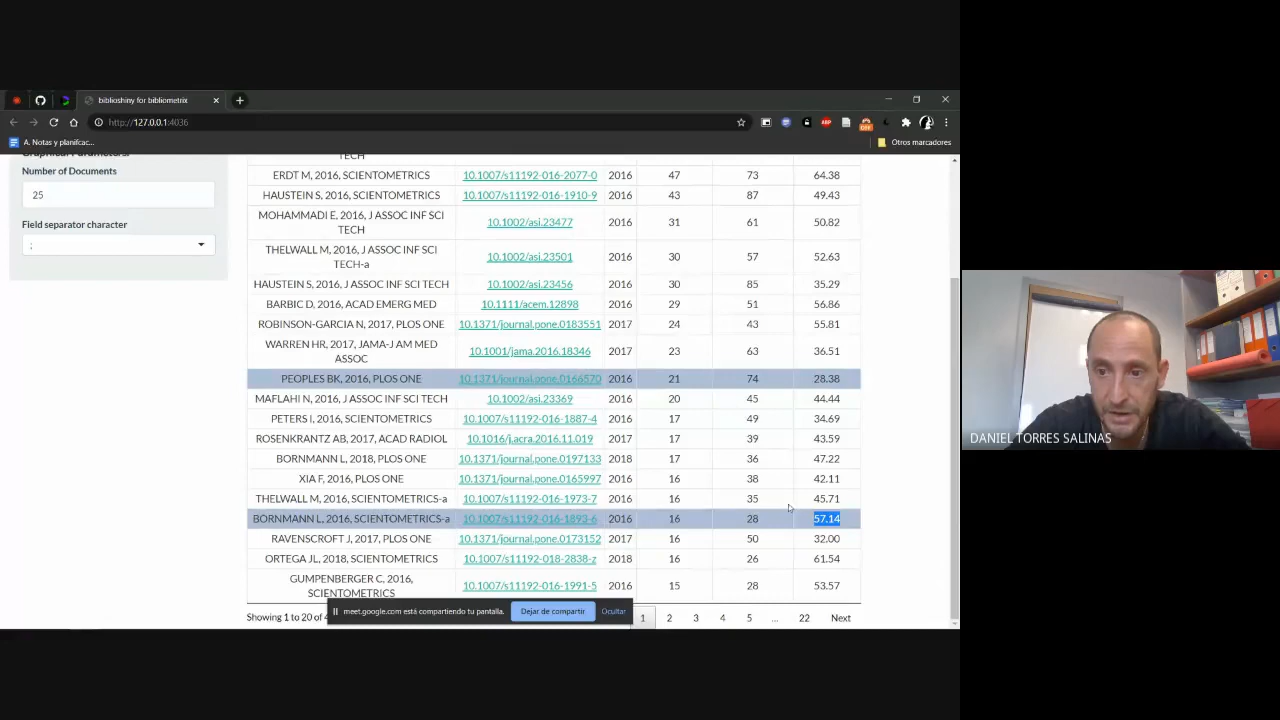 biblioshiny for bibliometrix
http://127.0.0.1:4036
A. Notas y planifcac...
Otros marcadores
Graphical Parameters:
Number of Documents
25
Field separator character
;
TECH
ERDT M, 2016, SCIENTOMETRICS 10.1007/s11192-016-2077-0 2016 47 73 64.38
HAUSTEIN S, 2016, SCIENTOMETRICS 10.1007/s11192-016-1910-9 2016 43 87 49.43
MOHAMMADI E, 2016, J ASSOC INF SCI
TECH 10.1002/asi.23477 2016 31 61 50.82
THELWALL M, 2016, J ASSOC INF SCI
TECH-a 10.1002/asi.23501 2016 30 57 52.63
HAUSTEIN S, 2016, J ASSOC INF SCI TECH 10.1002/asi.23456 2016 30 85 35.29
BARBIC D, 2016, ACAD EMERG MED 10.1111/acem.12898 2016 29 51 56.86
ROBINSON-GARCIA N, 2017, PLOS ONE 10.1371/journal.pone.0183551 2017 24 43 55.81
WARREN HR, 2017, JAMA-J AM MED
ASSOC 10.1001/jama.2016.18346 2017 23 63 36.51
PEOPLES BK, 2016, PLOS ONE 10.1371/journal.pone.0166570 2016 21 74 28.38
MAFLAHI N, 2016, J ASSOC INF SCI TECH 10.1002/asi.23369 2016 20 45 44.44
PETERS I, 2016, SCIENTOMETRICS 10.1007/s11192-016-1887-4 2016 17 49 34.69
ROSENKRANTZ AB, 2017, ACAD RADIOL 10.1016/j.acra.2016.11.019 2017 17 39 43.59
BORNMANN L, 2018, PLOS ONE 10.1371/journal.pone.0197133 2018 17 36 47.22
XIA F, 2016, PLOS ONE 10.1371/journal.pone.0165997 2016 16 38 42.11
THELWALL M, 2016, SCIENTOMETRICS-a 10.1007/s11192-016-1973-7 2016 16 35 45.71
BORNMANN L, 2016, SCIENTOMETRICS-a 10.1007/s11192-016-1893-6 2016 16 28 57.14
RAVENSCROFT J, 2017, PLOS ONE 10.1371/journal.pone.0173152 2017 16 50 32.00
ORTEGA JL, 2018, SCIENTOMETRICS 10.1007/s11192-018-2838-z 2018 16 26 61.54
GUMPENBERGER C, 2016,
SCIENTOMETRICS 10.1007/s11192-016-1991-5 2016 15 28 53.57
Showing 1 to 20 of
1 2 3 4 5 ... 22 Next
meet.google.com está compartiendo tu pantalla. Dejar de compartir Ocultar
DANIEL TORRES SALINAS